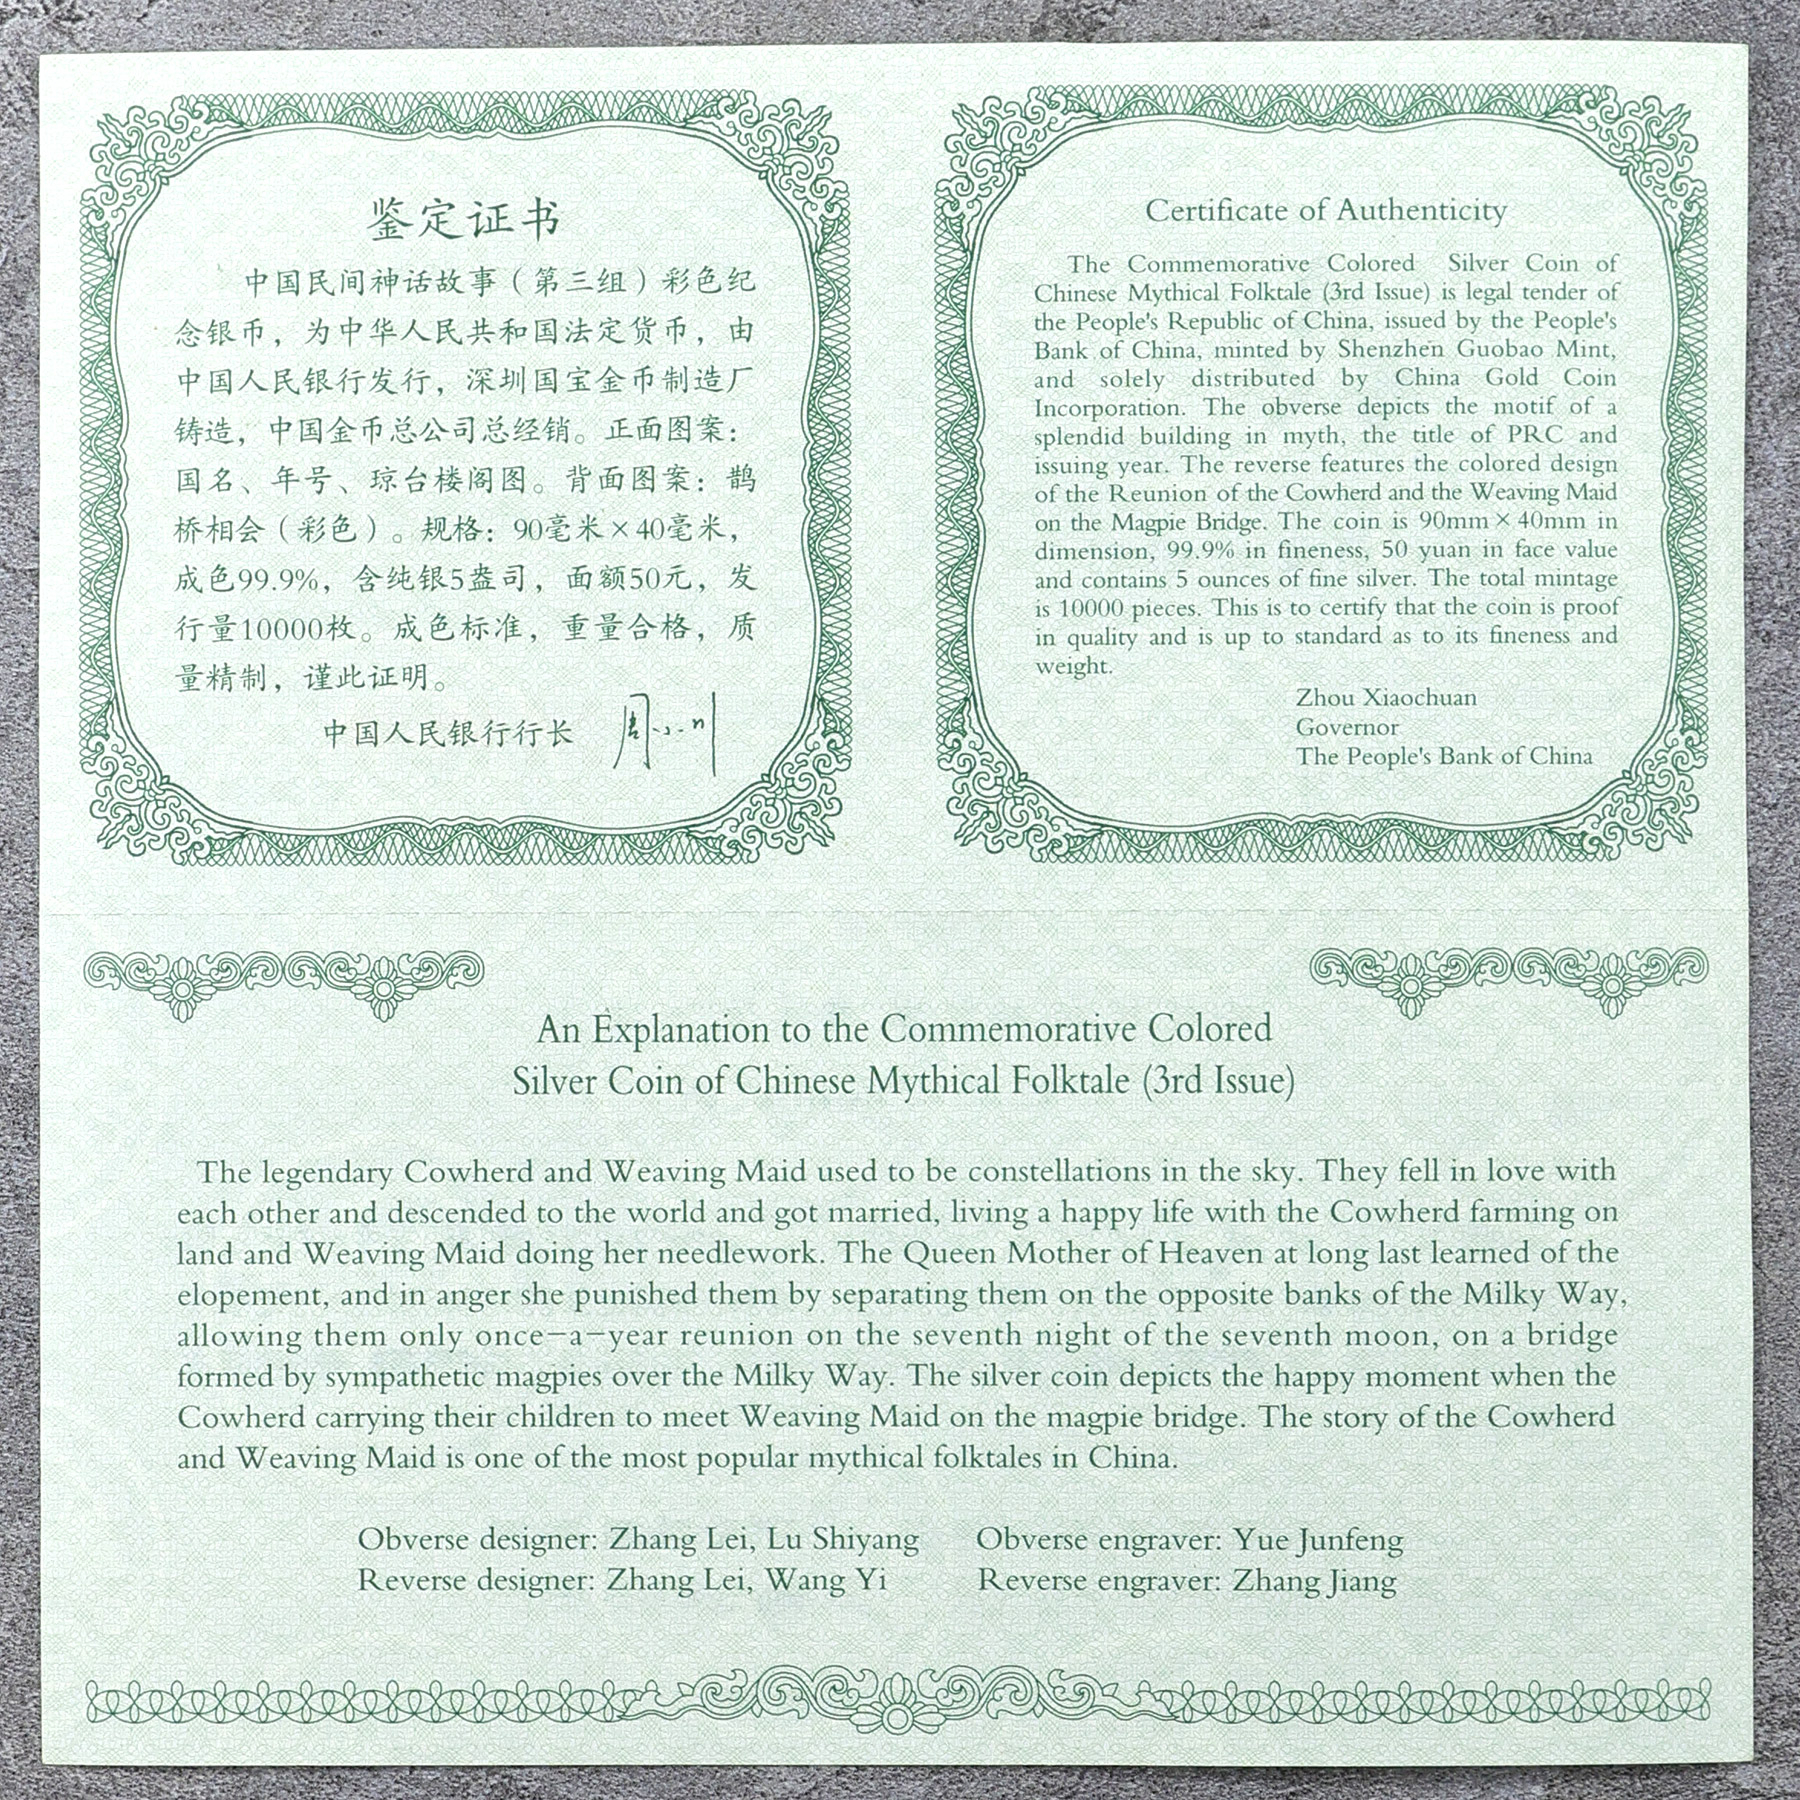 鉴定证书
中国民间神话故事（第三组）彩色纪
念银币，为中华人民共和国法定货币，由
中国人民银行发行，深圳国宝金币制造厂
铸造，中国金币总公司总经销。正面图案：
国名、年号、琼台楼阁图。背面图案：鹊
桥相会（彩色）。规格：90毫米×40毫米，
成色99.9%，含纯银5盎司，面额50元，发
行量10000枚。成色标准，重量合格，质
量精制，谨此证明。
中国人民银行行长 周小川
Certificate of Authenticity
The Commemorative Colored Silver Coin of
Chinese Mythical Folktale (3rd Issue) is legal tender of
the People's Republic of China, issued by the People's
Bank of China, minted by Shenzhen Guobao Mint,
and solely distributed by China Gold Coin
Incorporation. The obverse depicts the motif of a
splendid building in myth, the title of PRC and
issuing year. The reverse features the colored design
of the Reunion of the Cowherd and the Weaving Maid
on the Magpie Bridge. The coin is 90mm×40mm in
dimension, 99.9% in fineness, 50 yuan in face value
and contains 5 ounces of fine silver. The total mintage
is 10000 pieces. This is to certify that the coin is proof
in quality and is up to standard as to its fineness and
weight.
Zhou Xiaochuan
Governor
The People's Bank of China
An Explanation to the Commemorative Colored
Silver Coin of Chinese Mythical Folktale (3rd Issue)
The legendary Cowherd and Weaving Maid used to be constellations in the sky. They fell in love with
each other and descended to the world and got married, living a happy life with the Cowherd farming on
land and Weaving Maid doing her needlework. The Queen Mother of Heaven at long last learned of the
elopement, and in anger she punished them by separating them on the opposite banks of the Milky Way,
allowing them only once-a-year reunion on the seventh night of the seventh moon, on a bridge
formed by sympathetic magpies over the Milky Way. The silver coin depicts the happy moment when the
Cowherd carrying their children to meet Weaving Maid on the magpie bridge. The story of the Cowherd
and Weaving Maid is one of the most popular mythical folktales in China.
Obverse designer: Zhang Lei, Lu Shiyang Obverse engraver: Yue Junfeng
Reverse designer: Zhang Lei, Wang Yi Reverse engraver: Zhang Jiang